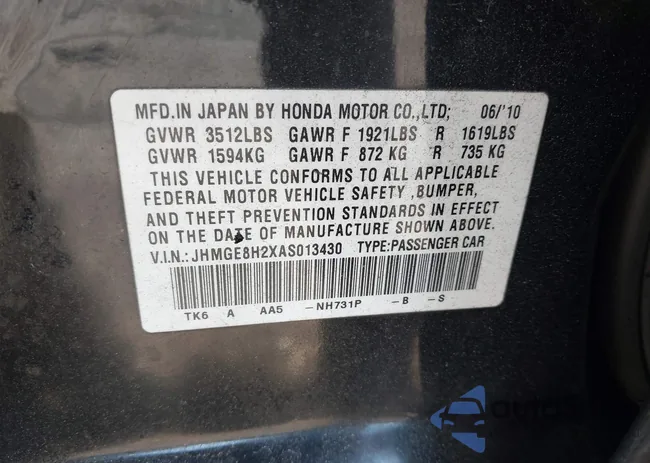 MFD.IN JAPAN BY HONDA MOTOR CO.,LTD; 06/'10
GVWR 3512LBS GAWR F 1921LBS R 1619LBS
GVWR 1594KG GAWR F 872 KG R 735 KG
THIS VEHICLE CONFORMS TO ALL APPLICABLE
FEDERAL MOTOR VEHICLE SAFETY ,BUMPER,
AND THEFT PREVENTION STANDARDS IN EFFECT
ON THE DATE OF MANUFACTURE SHOWN ABOVE.
V.I.N.: JHMGE8H2XAS013430 TYPE:PASSENGER CAR
TK6 A AA5 -NH731P -B -S